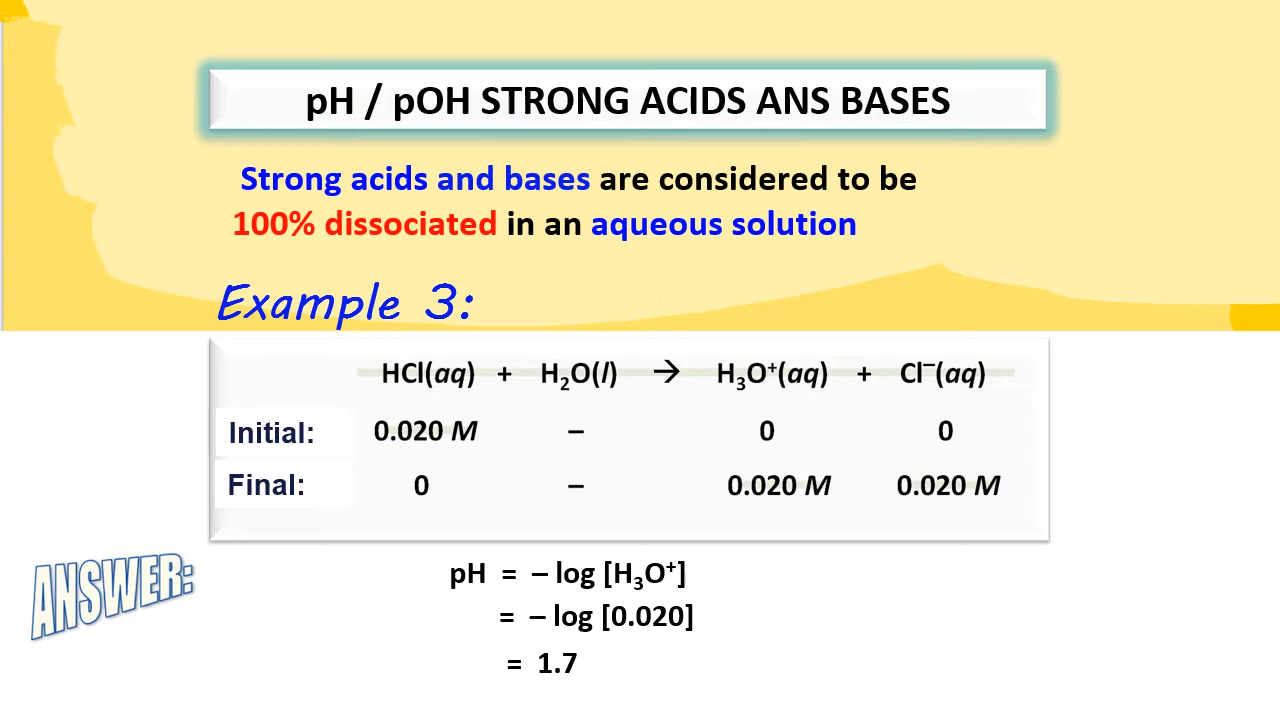 pH / pOH STRONG ACIDS ANS BASES
Strong acids and bases are considered to be
100% dissociated in an aqueous solution
Example 3:
HCl(aq) + H₂O(l) → H₃O⁺(aq) + Cl⁻(aq)
Initial: 0.020 M – 0 0
Final: 0 – 0.020 M 0.020 M
ANSWER:
pH = – log [H₃O⁺]
= – log [0.020]
= 1.7